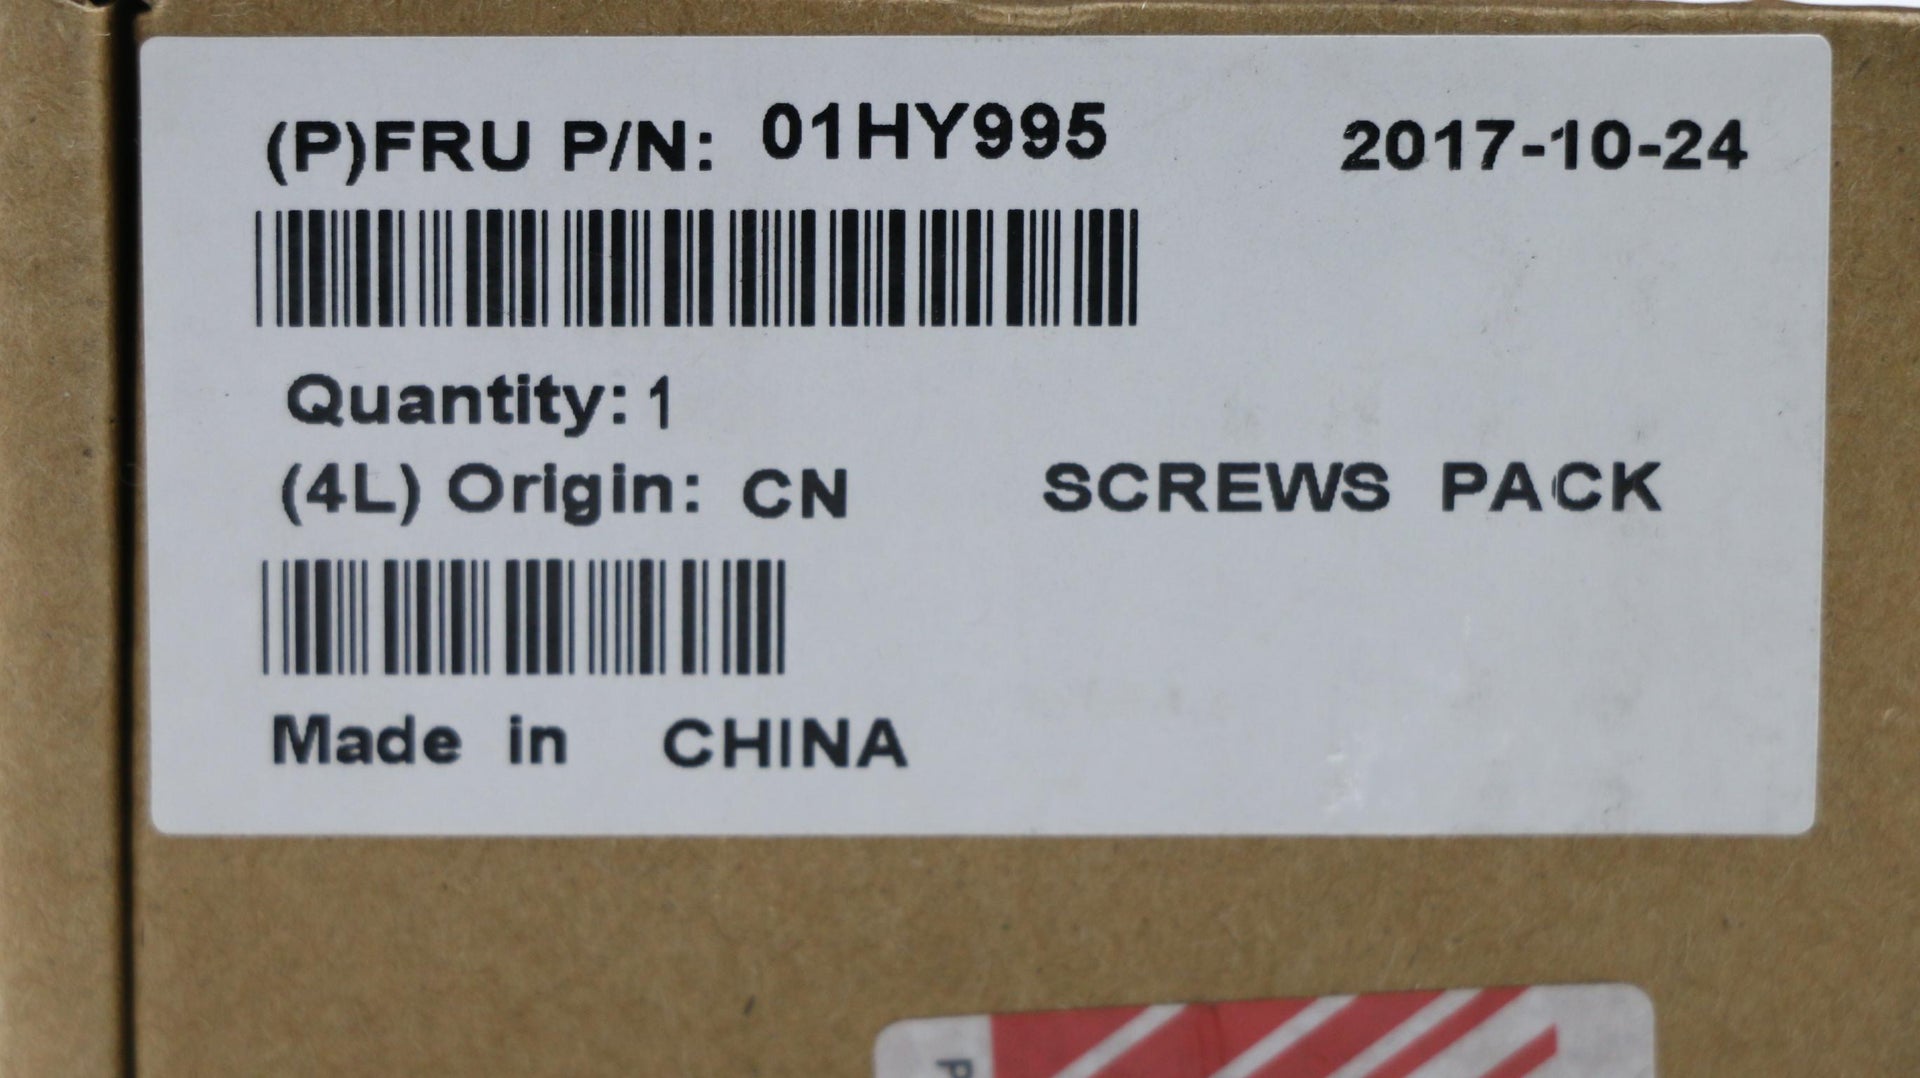 (P)FRU P/N: 01HY995 2017-10-24
Quantity: 1
(4L) Origin: CN SCREWS PACK
Made in CHINA
P